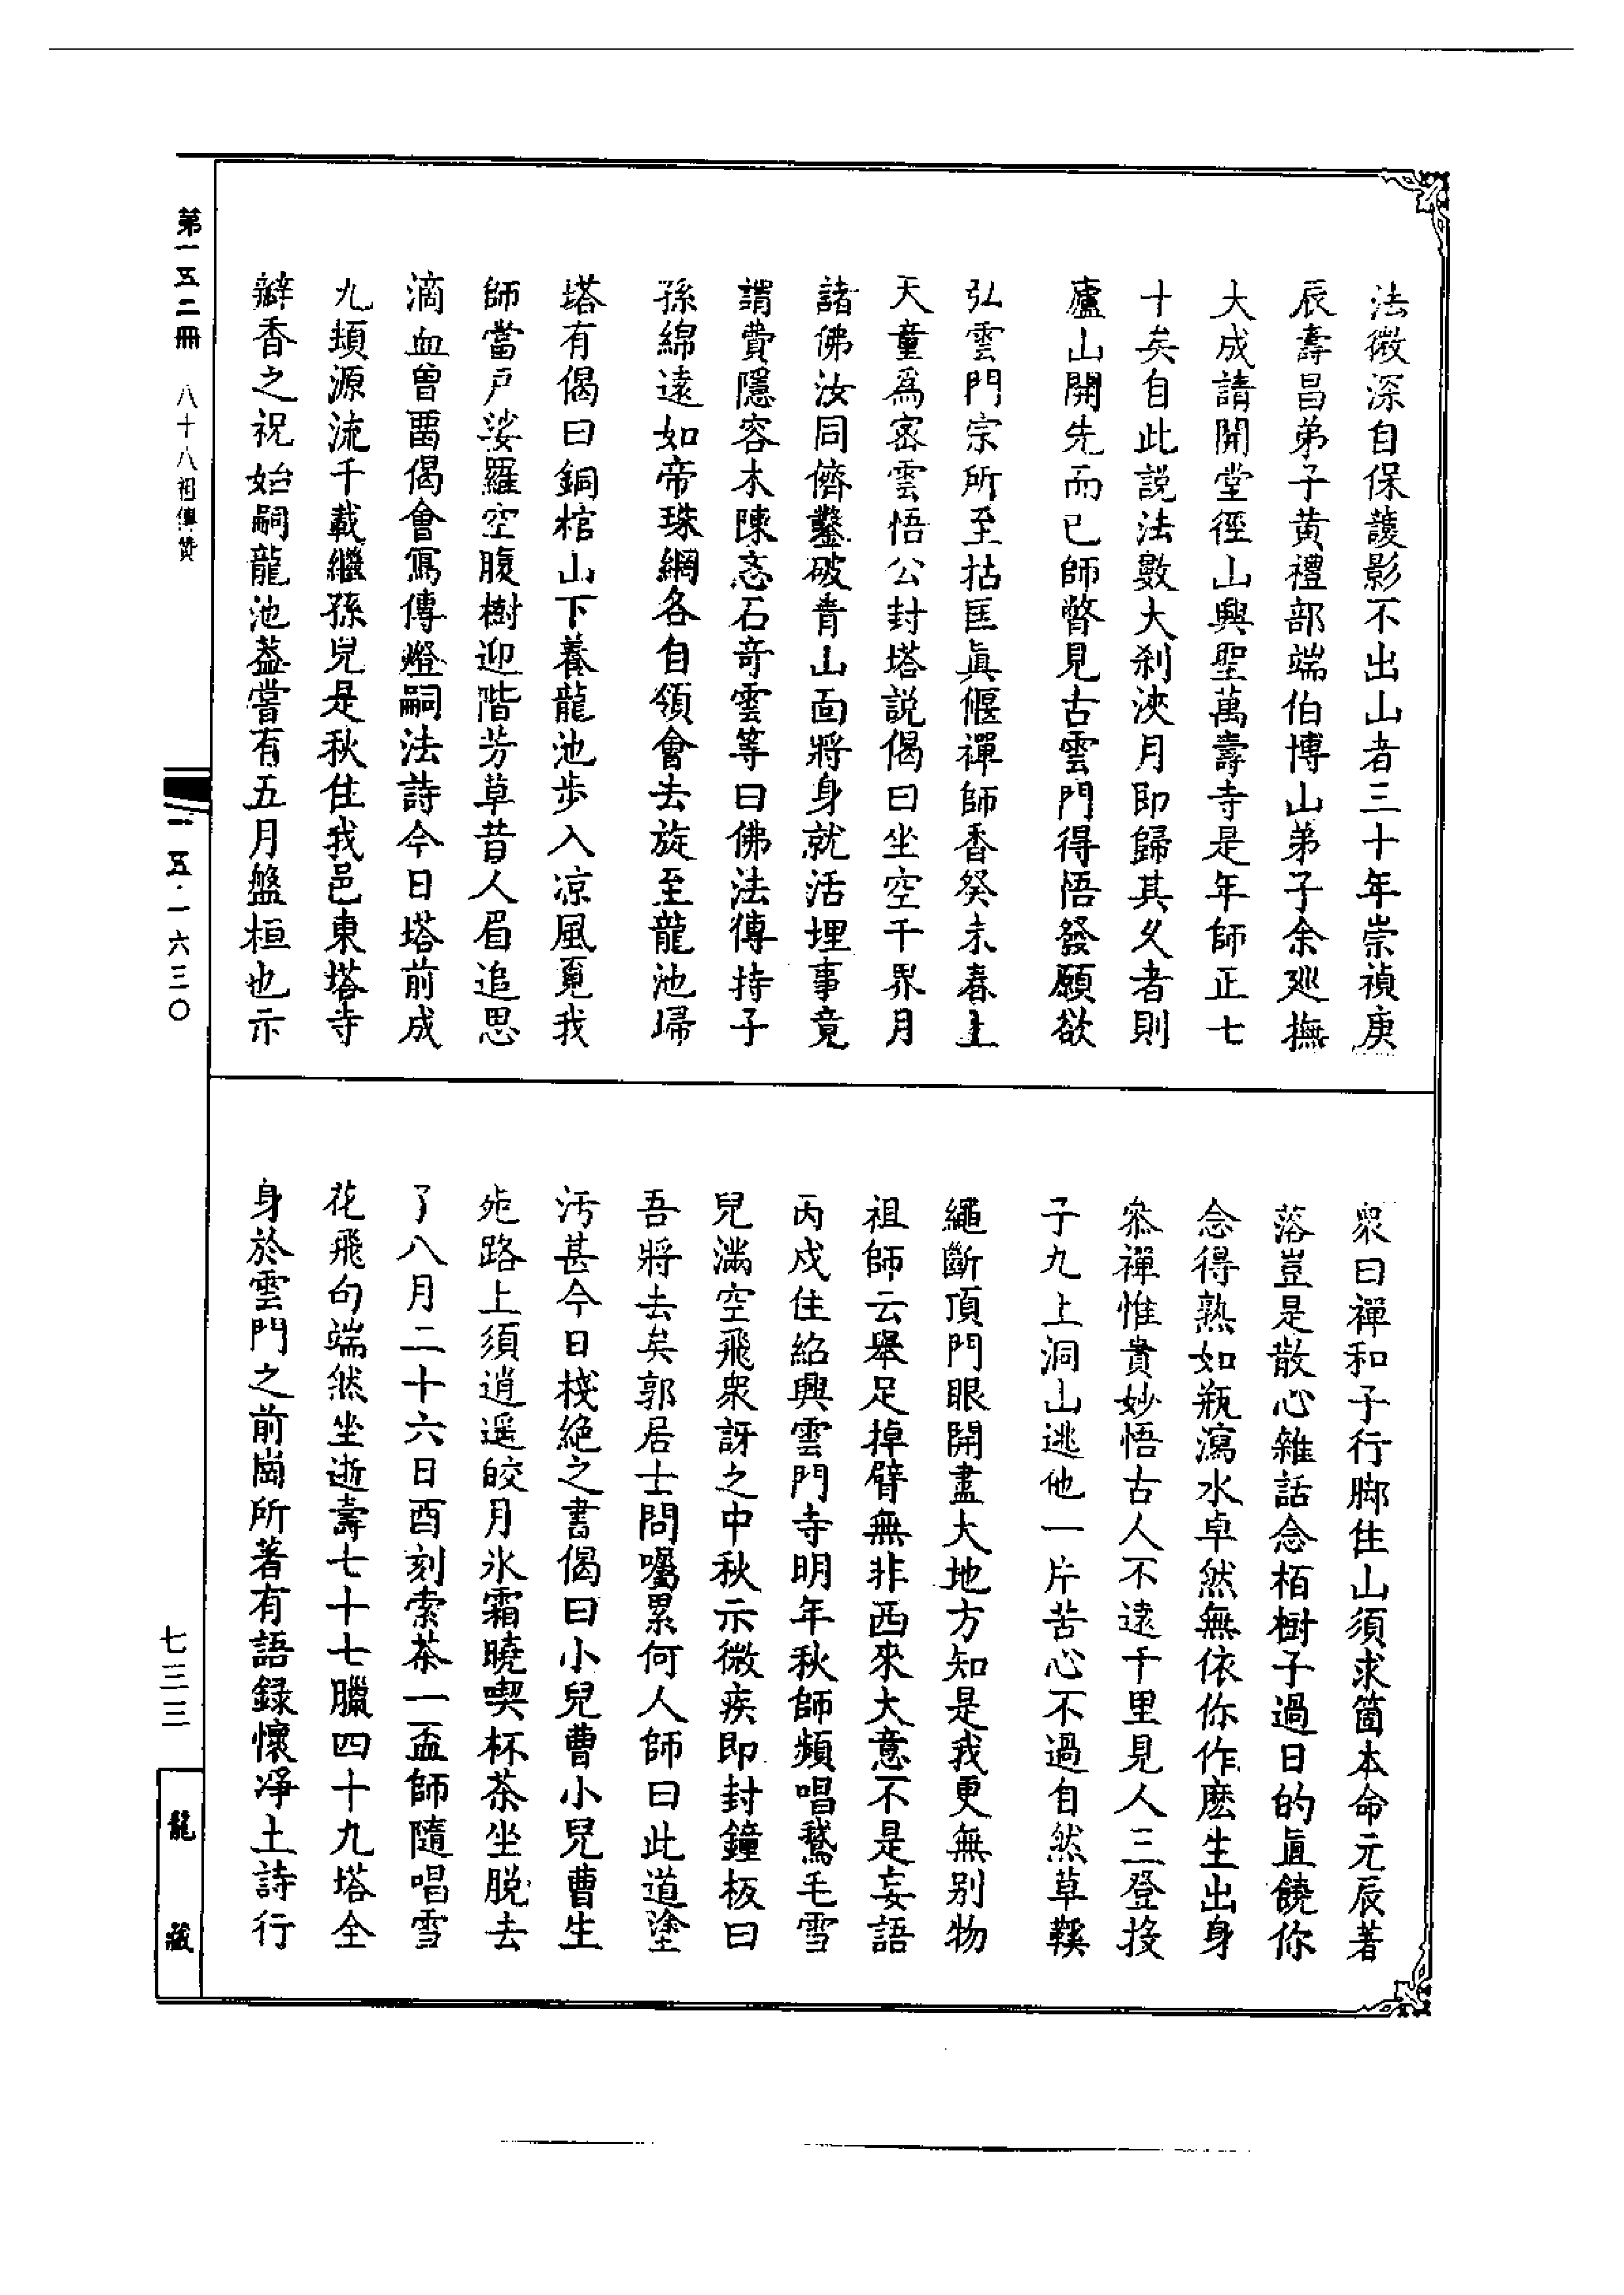 法微深自保護影不出山者三十年崇禎庚
辰壽昌弟子黃禮部端伯博山弟子余廵撫
大成請開堂徑山興聖萬壽寺是年師正七
十矣自此説法數大刹浹月即歸其久者則
廬山開先而已師瞥見古雲門得悟發願欲
弘雲門宗所至拈匡眞偃禪師香癸未春上
天童爲密雲悟公封塔説偈曰坐空千界月
諸佛汝同儕鑿破青山面將身就活埋事竟
謂費隱容木陳忞石奇雲等曰佛法傳持子
孫綿遠如帝珠網各自領會去旋至龍池埽
塔有偈曰銅棺山下養龍池步入凉風覓我
師當戶娑羅空腹樹迎階芳草昔人眉追思
滴血曾畱偈會寫傳燈嗣法詩今日塔前成
九頓源流千載繼孫兒是秋住我邑東塔寺
瓣香之祝始嗣龍池葢嘗有五月盤桓也示
衆曰禪和子行脚住山須求箇本命元辰著
落豈是散心雜話念栢樹子過日的眞饒你
念得熟如瓶瀉水卓然無依你作麽生出身
叅禪惟貴妙悟古人不遠千里見人三登投
子九上洞山逃他一片苦心不過自然草鞵
繩斷頂門眼開盡大地方知是我更無別物
祖師云舉足掉臂無非西來大意不是妄語
丙戍住紹興雲門寺明年秋師頻唱鵞毛雪
兒滿空飛衆訝之中秋示微疾即封鐘板曰
吾將去矣郭居士問囑累何人師曰此道塗
汚甚今日棧絶之書偈曰小兒曹小兒曹生
死路上須逍遥皎月氷霜曉喫杯茶坐脱去
了八月二十六日酉刻索茶一盃師隨唱雪
花飛句端然坐逝壽七十七臘四十九塔全
身於雲門之前崗所著有語録懷凈土詩行
第一五二冊 八十八祖傳贊
一五·一六三〇
七三三
龍藏